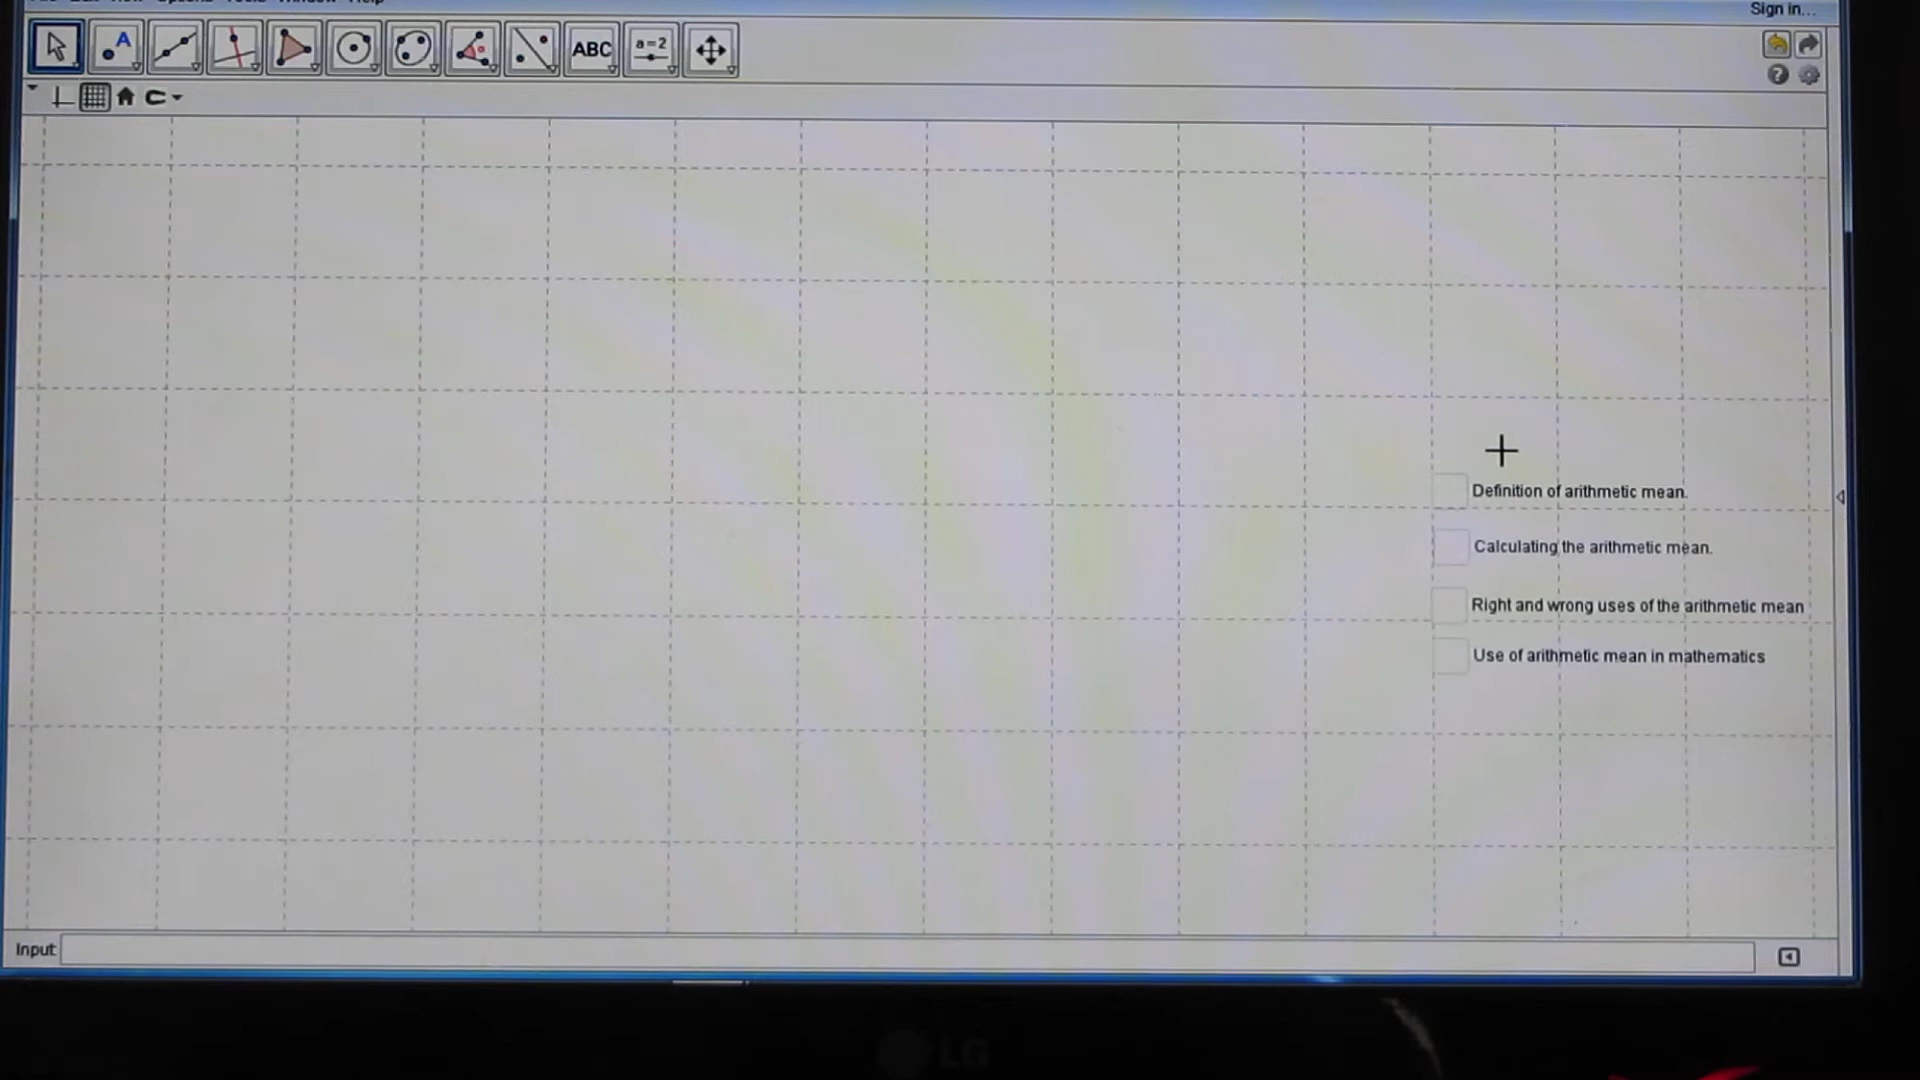 Sign in...
A
ABC
a=2
Definition of arithmetic mean.
Calculating the arithmetic mean.
Right and wrong uses of the arithmetic mean
Use of arithmetic mean in mathematics
Input:
LG